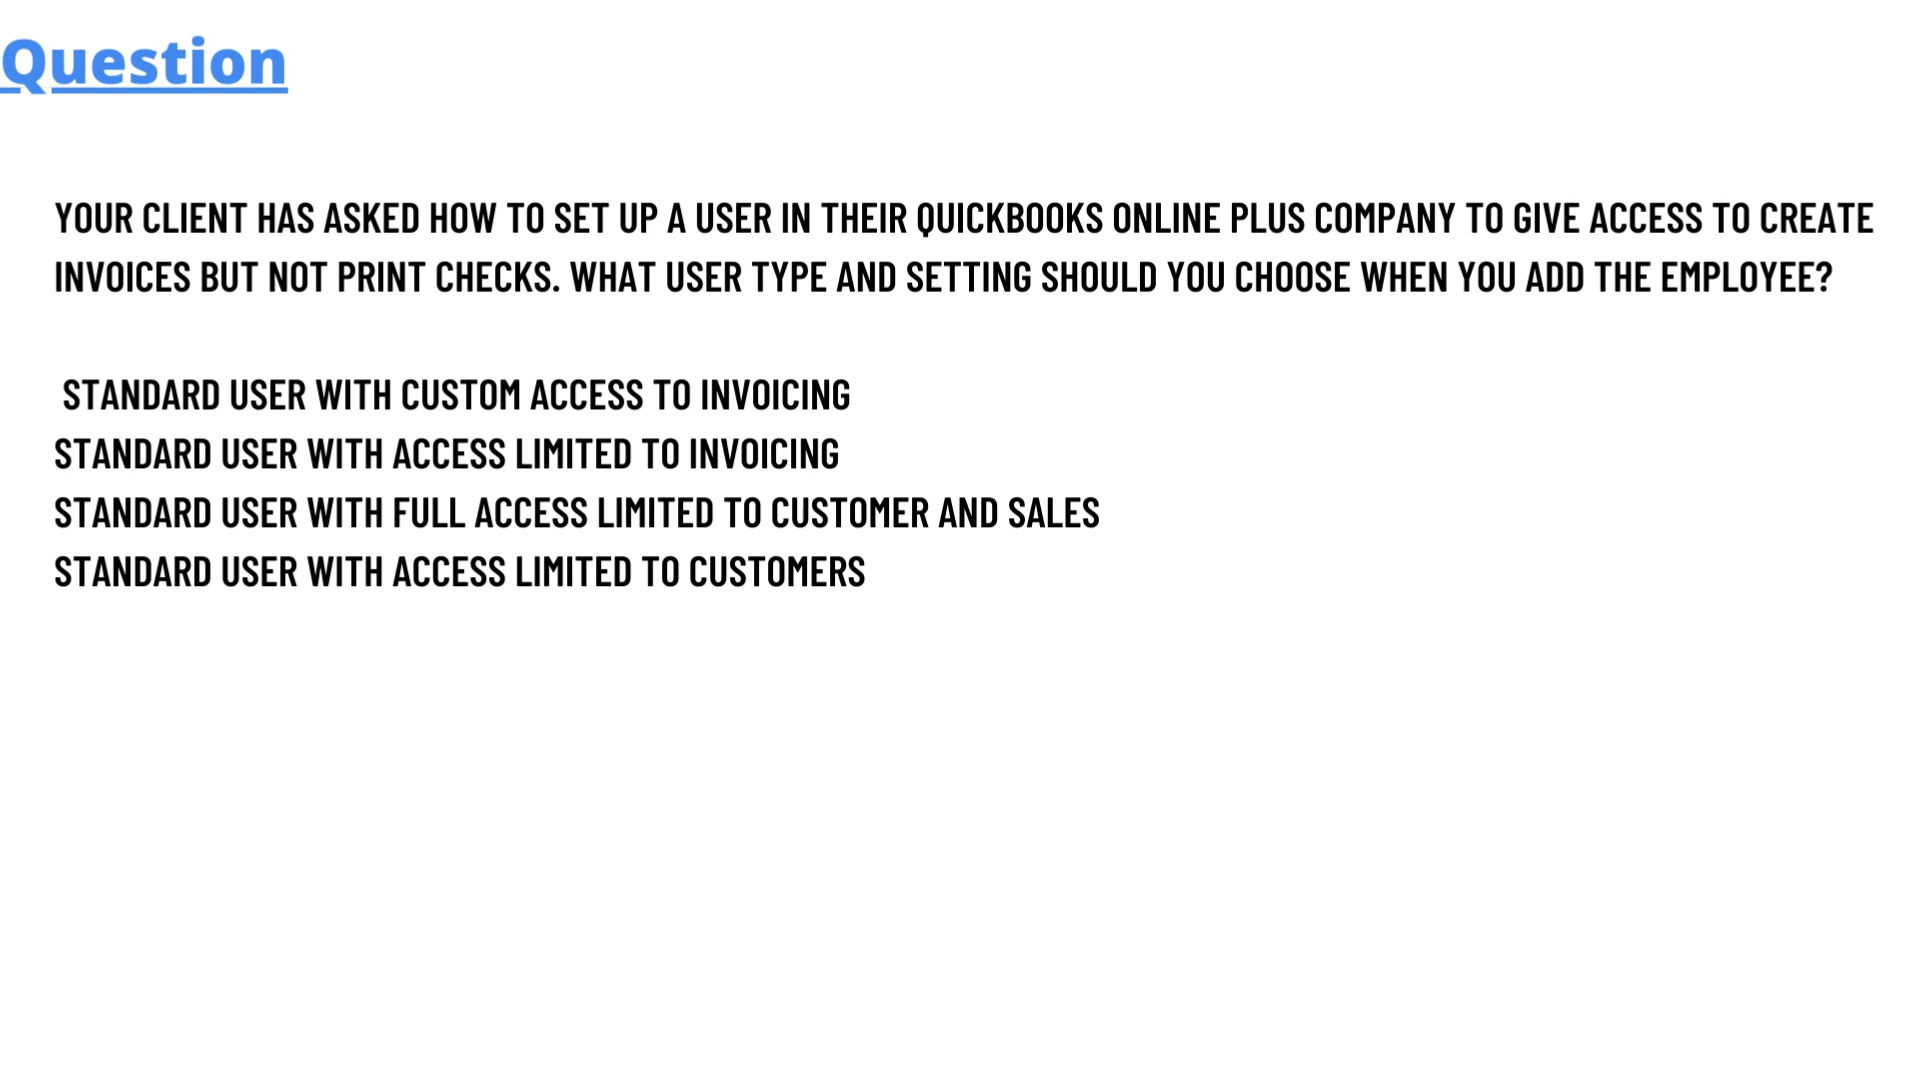 Question
YOUR CLIENT HAS ASKED HOW TO SET UP A USER IN THEIR QUICKBOOKS ONLINE PLUS COMPANY TO GIVE ACCESS TO CREATE
INVOICES BUT NOT PRINT CHECKS. WHAT USER TYPE AND SETTING SHOULD YOU CHOOSE WHEN YOU ADD THE EMPLOYEE?
STANDARD USER WITH CUSTOM ACCESS TO INVOICING
STANDARD USER WITH ACCESS LIMITED TO INVOICING
STANDARD USER WITH FULL ACCESS LIMITED TO CUSTOMER AND SALES
STANDARD USER WITH ACCESS LIMITED TO CUSTOMERS